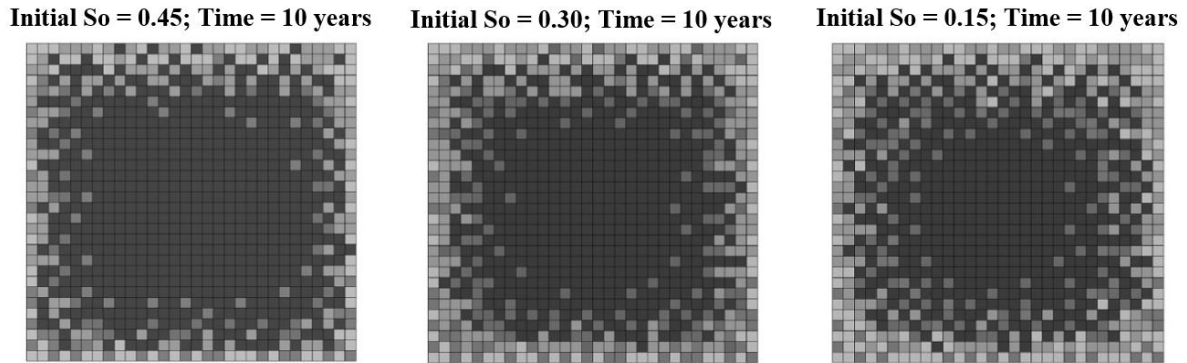 Initial So = 0.45; Time = 10 years
Initial So = 0.30; Time = 10 years
Initial So = 0.15; Time = 10 years